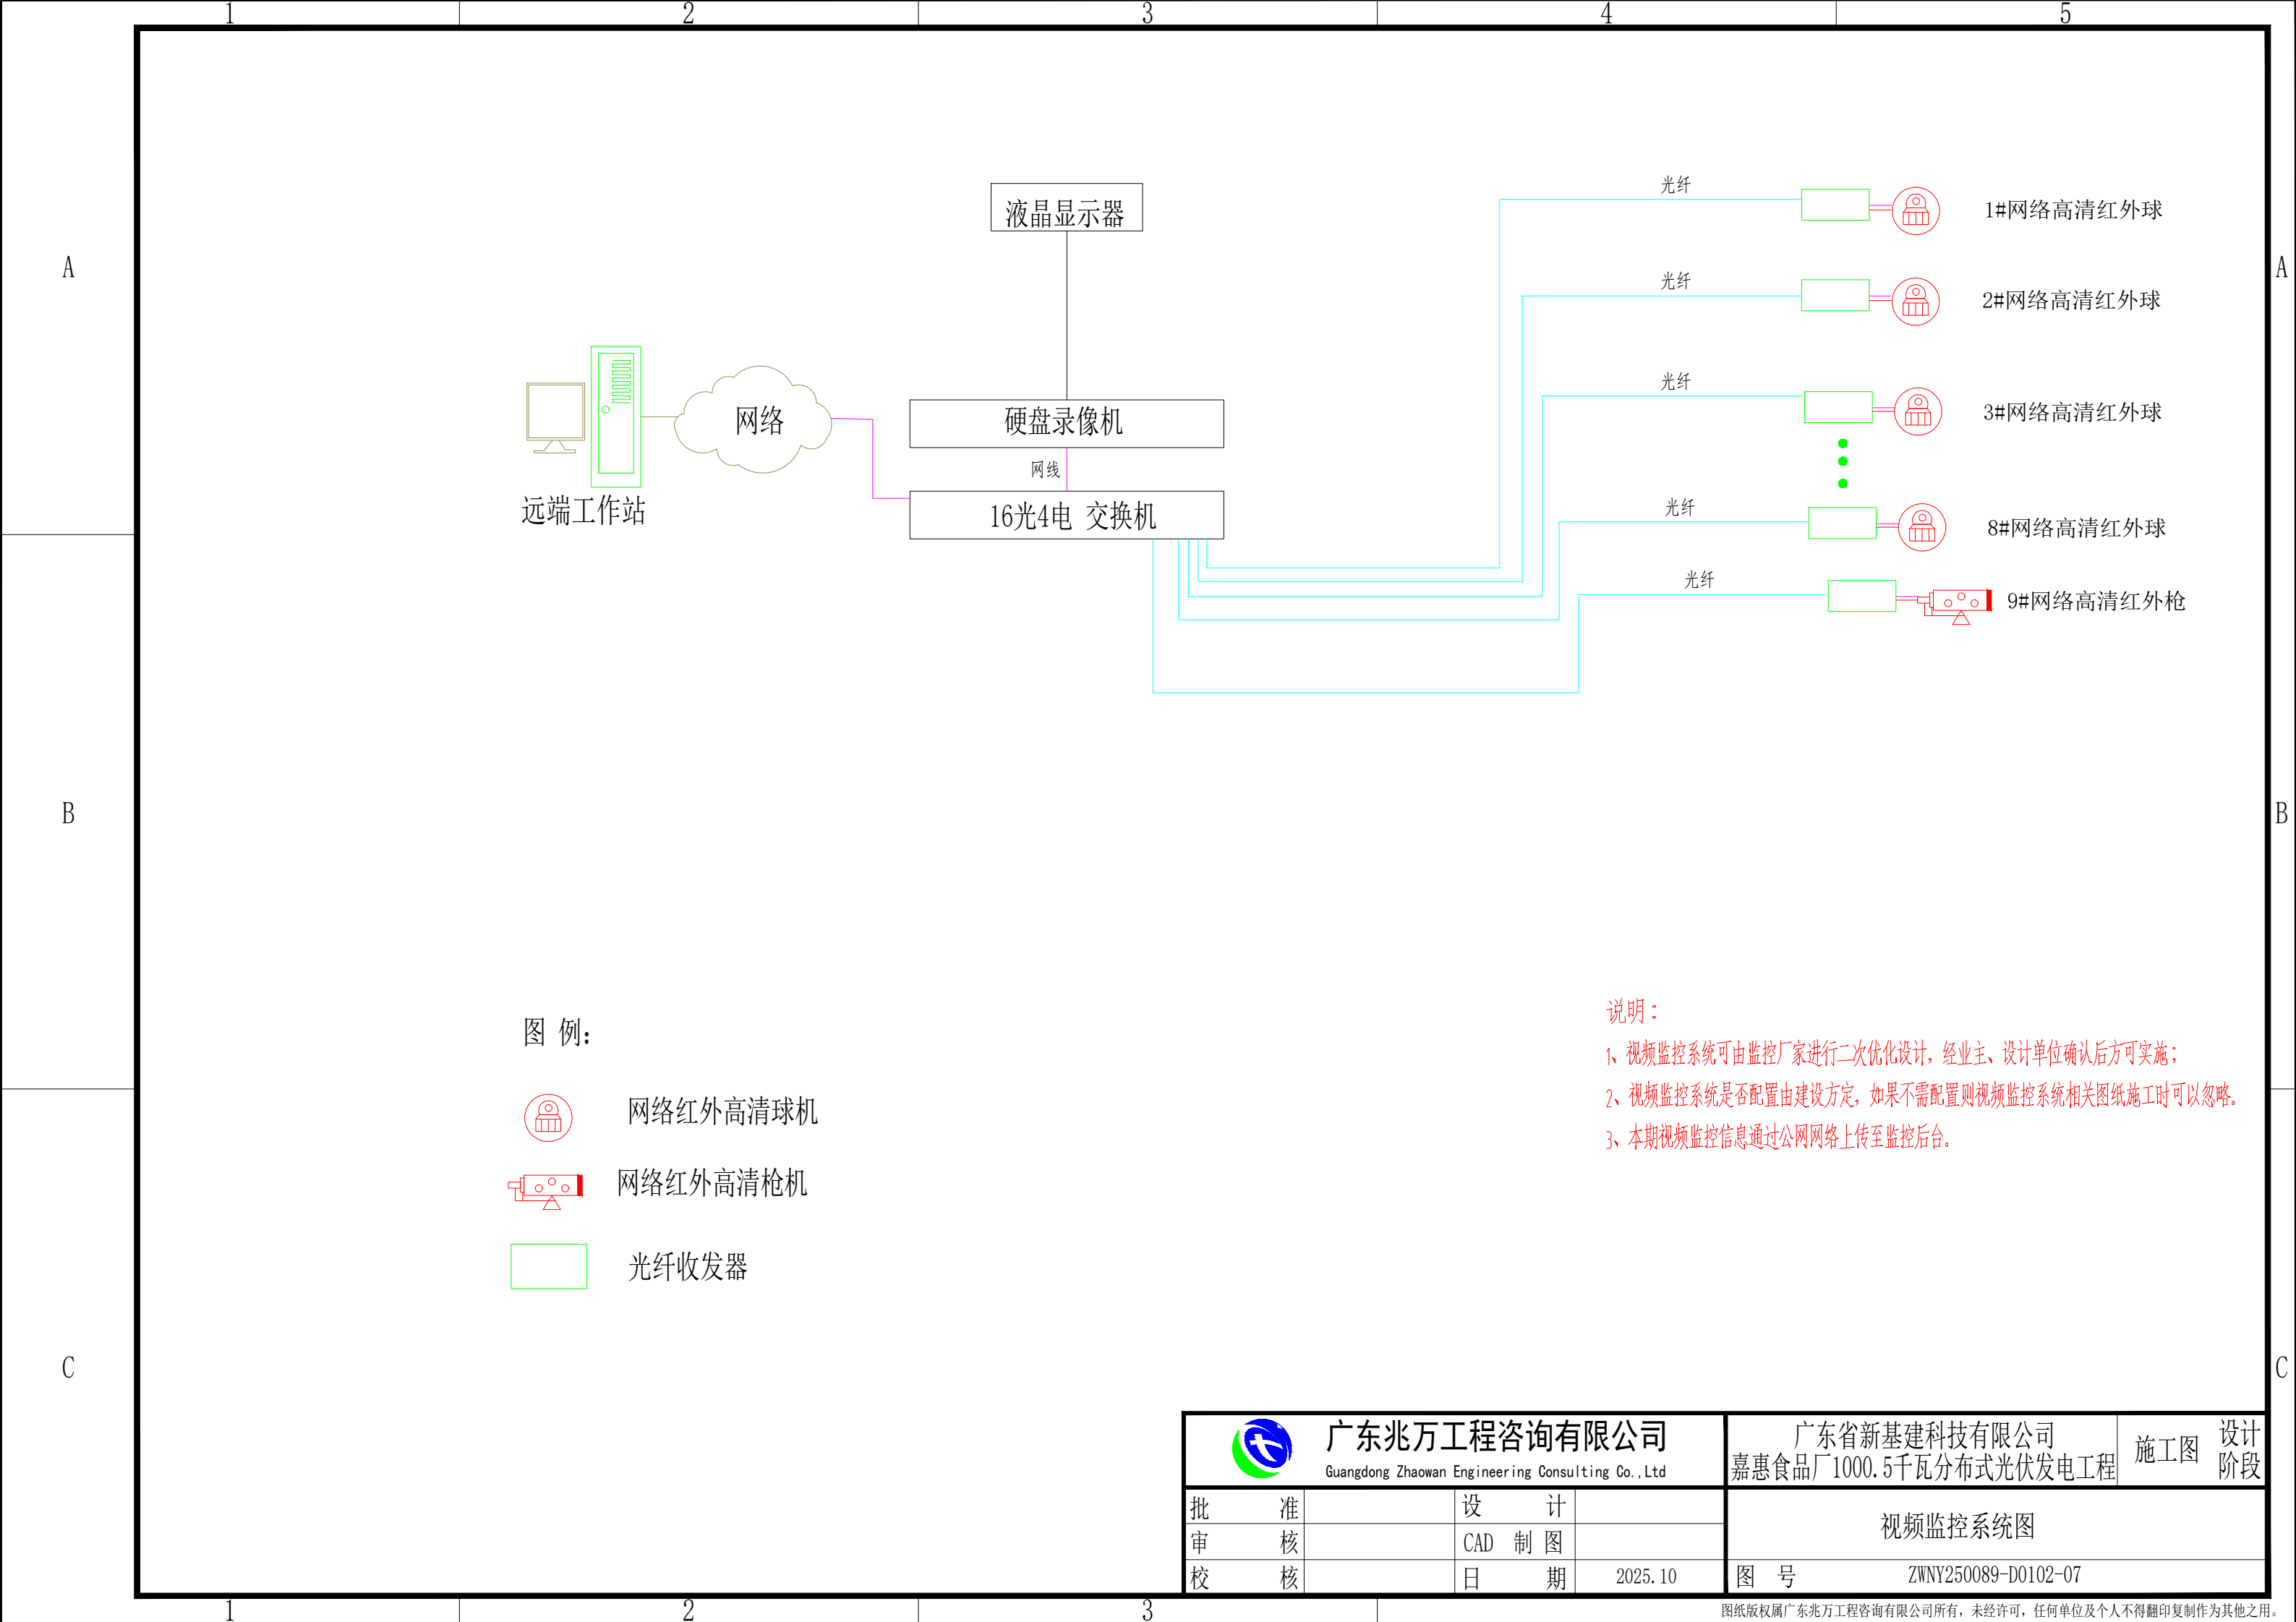 1 2 3 4 5
A A
B B
C C
液晶显示器
硬盘录像机
网线
16光4电 交换机
网络
远端工作站
光纤
1#网络高清红外球
光纤
2#网络高清红外球
光纤
3#网络高清红外球
光纤
8#网络高清红外球
光纤
9#网络高清红外枪
图 例:
网络红外高清球机
网络红外高清枪机
光纤收发器
说明:
1、视频监控系统可由监控厂家进行二次优化设计, 经业主、设计单位确认后方可实施;
2、视频监控系统是否配置由建设方定, 如果不需配置则视频监控系统相关图纸施工时可以忽略。
3、本期视频监控信息通过公网网络上传至监控后台。
广东兆万工程咨询有限公司
Guangdong Zhaowan Engineering Consulting Co.,Ltd
广东省新基建科技有限公司
嘉惠食品厂1000.5千瓦分布式光伏发电工程
施工图
设计
阶段
批 准
设 计
审 核
CAD 制 图
校 核
日 期
2025.10
视频监控系统图
图 号
ZWNY250089-D0102-07
1 2 3
图纸版权属广东兆万工程咨询有限公司所有, 未经许可, 任何单位及个人不得翻印复制作为其他之用。